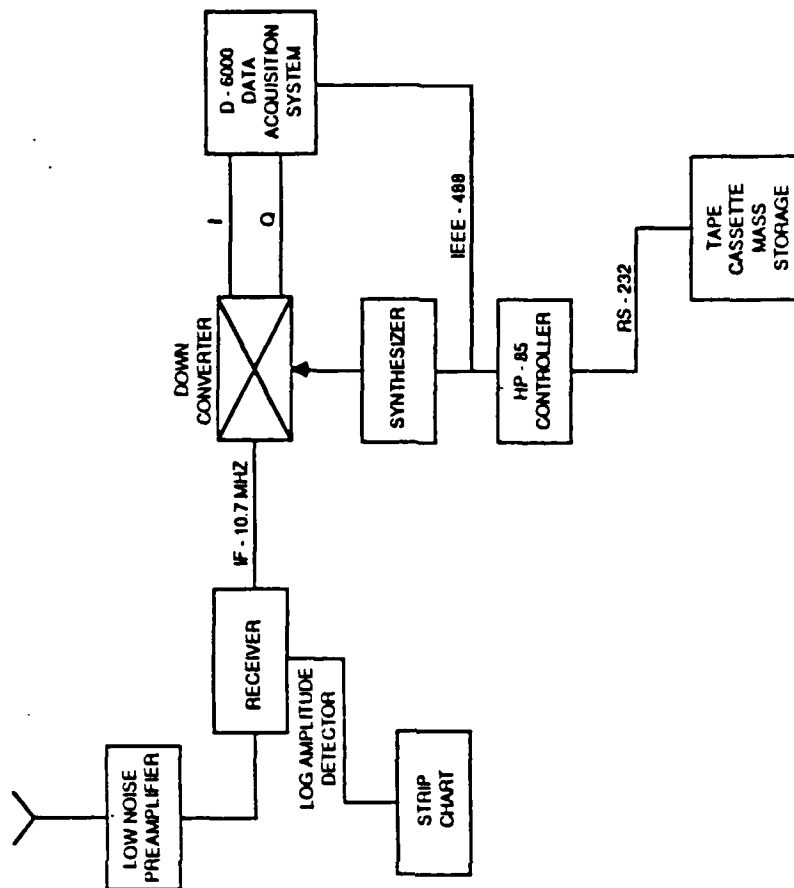 LOW NOISE
PREAMPLIFIER
RECEIVER
LOG AMPLITUDE
DETECTOR
STRIP
CHART
IF - 10.7 MHZ
DOWN
CONVERTER
I
Q
D - 6000
DATA
ACQUISITION
SYSTEM
SYNTHESIZER
IEEE - 488
HP - 85
CONTROLLER
RS - 232
TAPE
CASSETTE
MASS
STORAGE